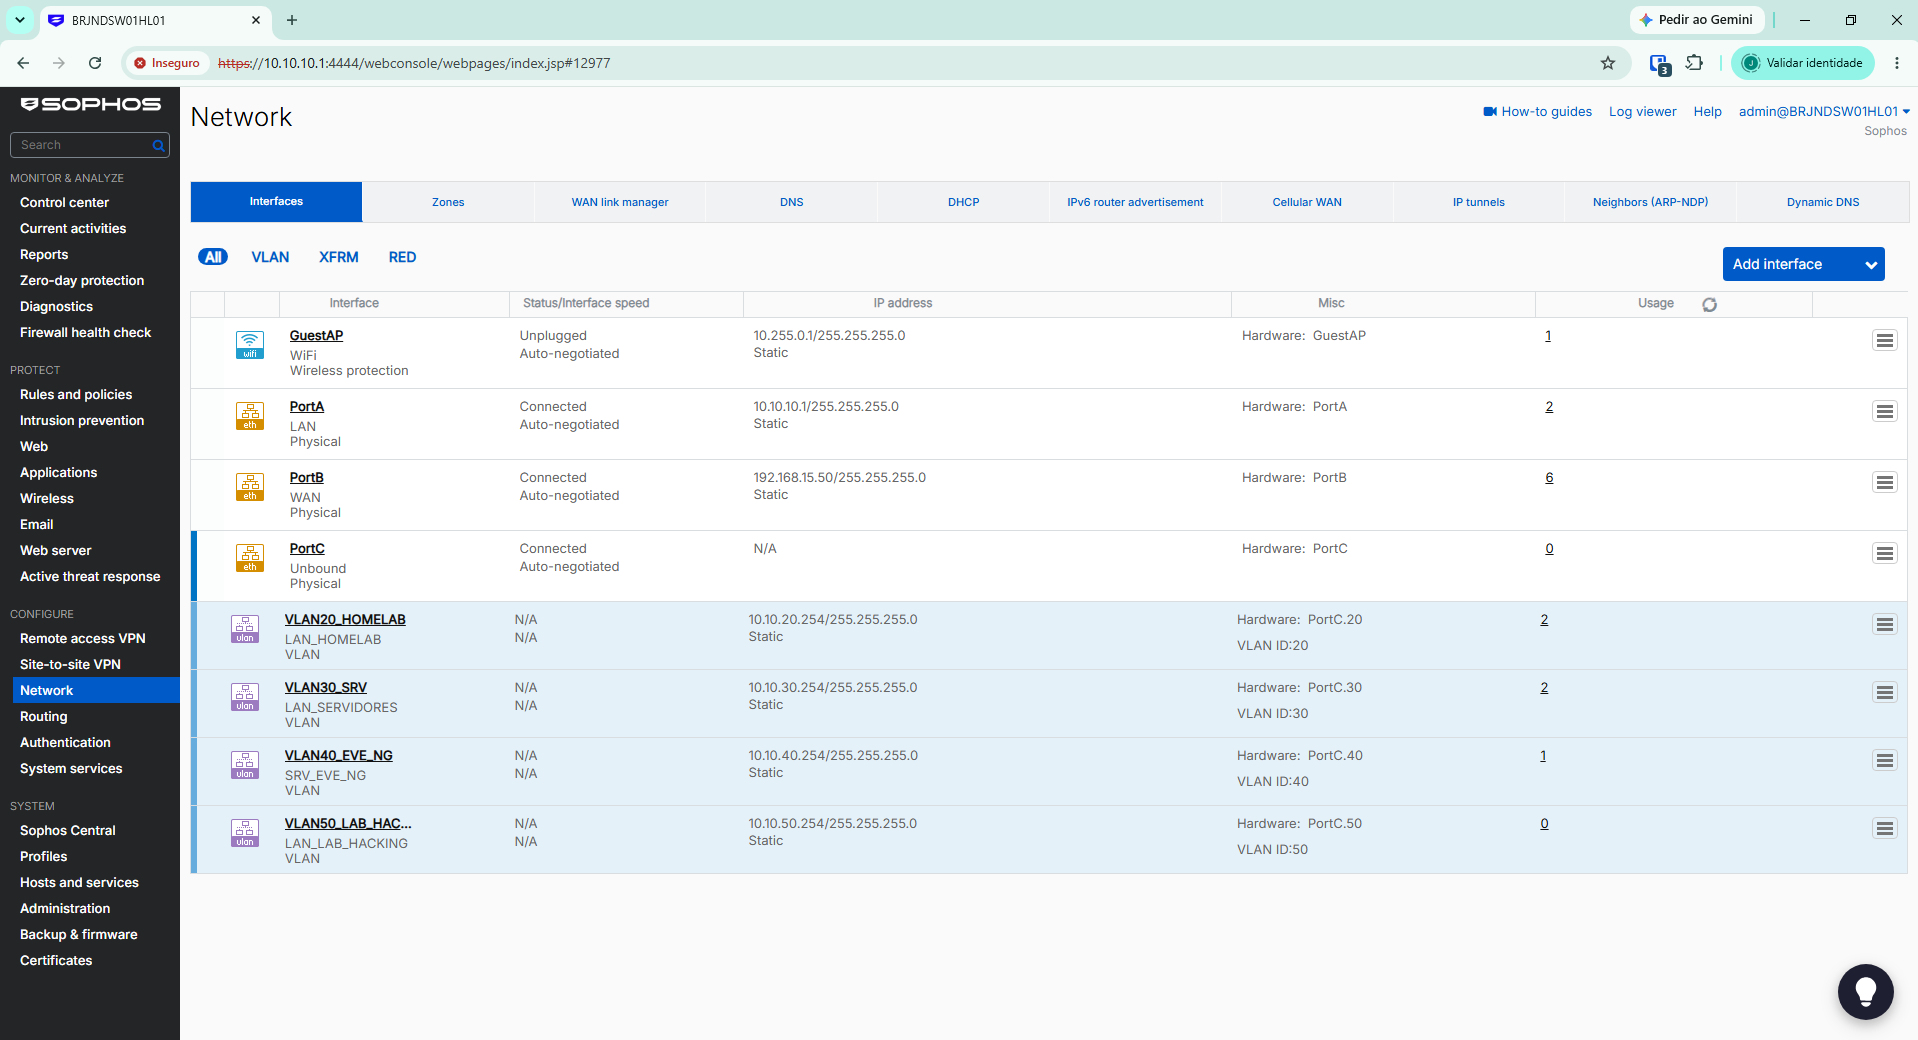 BRJNDSW01HL01
Pedir ao Gemini
Inseguro
https://10.10.10.1:4444/webconsole/webpages/index.jsp#12977
3
J
Validar identidade
SOPHOS
Search
MONITOR & ANALYZE
Control center
Current activities
Reports
Zero-day protection
Diagnostics
Firewall health check
PROTECT
Rules and policies
Intrusion prevention
Web
Applications
Wireless
Email
Web server
Active threat response
CONFIGURE
Remote access VPN
Site-to-site VPN
Network
Routing
Authentication
System services
SYSTEM
Sophos Central
Profiles
Hosts and services
Administration
Backup & firmware
Certificates
Network
How-to guides Log viewer Help admin@BRJNDSW01HL01
Sophos
Interfaces Zones WAN link manager DNS DHCP IPv6 router advertisement Cellular WAN IP tunnels Neighbors (ARP-NDP) Dynamic DNS
All VLAN XFRM RED
Add interface
Interface Status/Interface speed IP address Misc Usage
wifi
GuestAP Unplugged 10.255.0.1/255.255.255.0 Hardware: GuestAP 1
WiFi Auto-negotiated Static
Wireless protection
eth
PortA Connected 10.10.10.1/255.255.255.0 Hardware: PortA 2
LAN Auto-negotiated Static
Physical
eth
PortB Connected 192.168.15.50/255.255.255.0 Hardware: PortB 6
WAN Auto-negotiated Static
Physical
eth
PortC Connected N/A Hardware: PortC 0
Unbound Auto-negotiated
Physical
vlan
VLAN20_HOMELAB N/A 10.10.20.254/255.255.255.0 Hardware: PortC.20 2
LAN_HOMELAB N/A Static VLAN ID:20
VLAN
vlan
VLAN30_SRV N/A 10.10.30.254/255.255.255.0 Hardware: PortC.30 2
LAN_SERVIDORES N/A Static VLAN ID:30
VLAN
vlan
VLAN40_EVE_NG N/A 10.10.40.254/255.255.255.0 Hardware: PortC.40 1
SRV_EVE_NG N/A Static VLAN ID:40
VLAN
vlan
VLAN50_LAB_HAC... N/A 10.10.50.254/255.255.255.0 Hardware: PortC.50 0
LAN_LAB_HACKING N/A Static VLAN ID:50
VLAN